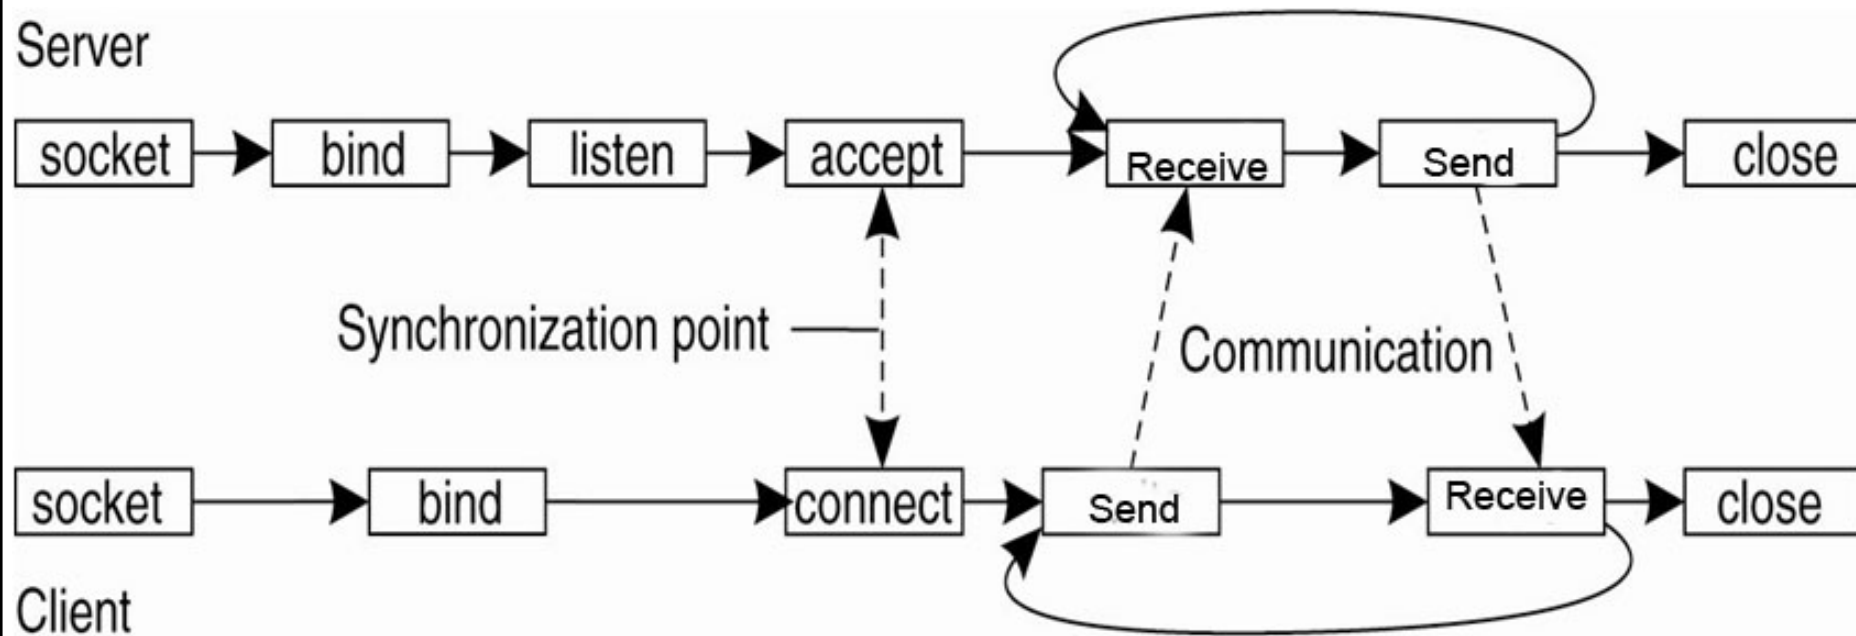 Server
socket bind listen accept Receive Send close
Synchronization point
Communication
socket bind connect Send Receive close
Client